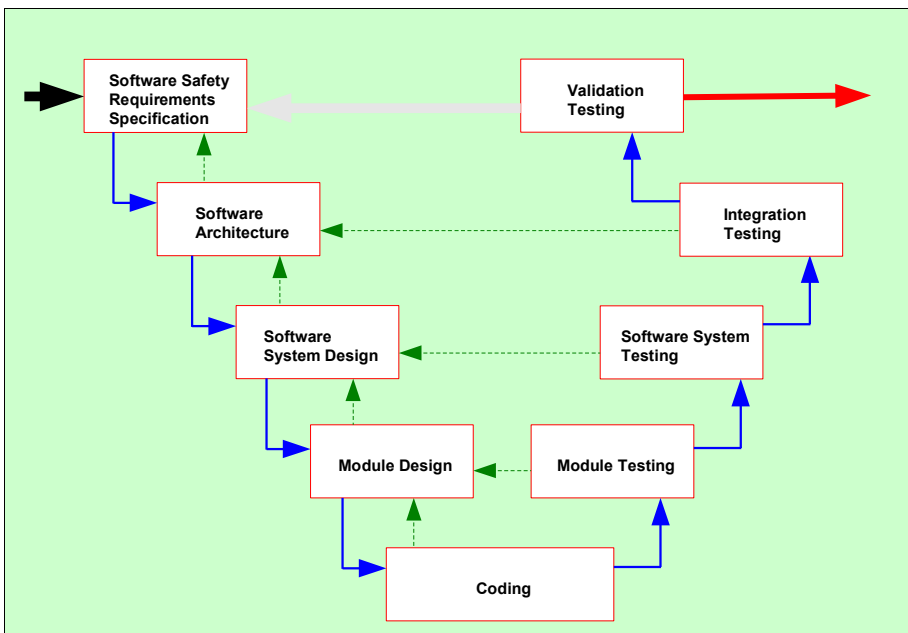 Software Safety
Requirements
Specification
Validation
Testing
Software
Architecture
Integration
Testing
Software
System Design
Software System
Testing
Module Design
Module Testing
Coding